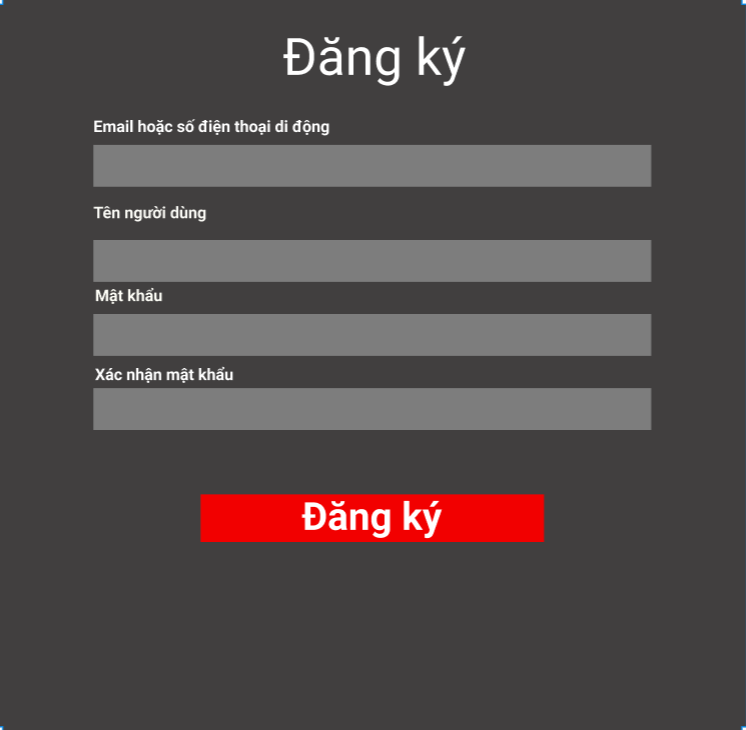 Đăng ký
Email hoặc số điện thoại di động
Tên người dùng
Mật khẩu
Xác nhận mật khẩu
Đăng ký